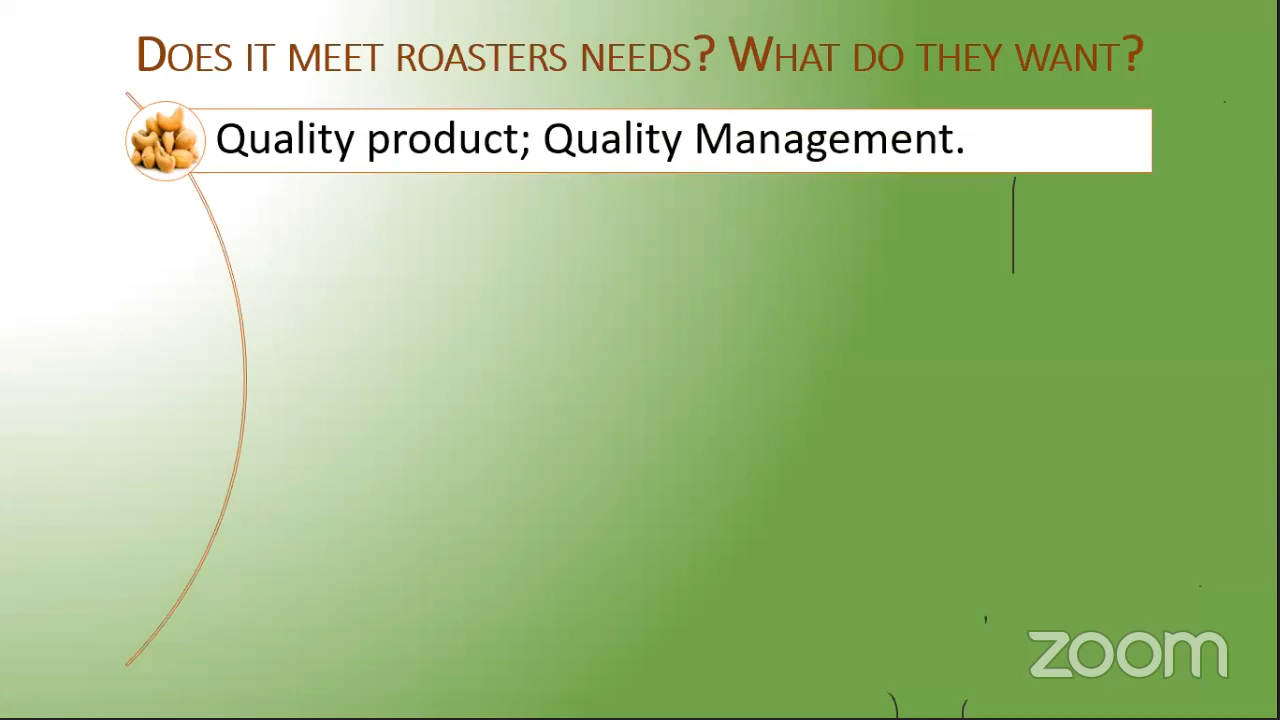 DOES IT MEET ROASTERS NEEDS? WHAT DO THEY WANT?
Quality product; Quality Management.
zoom